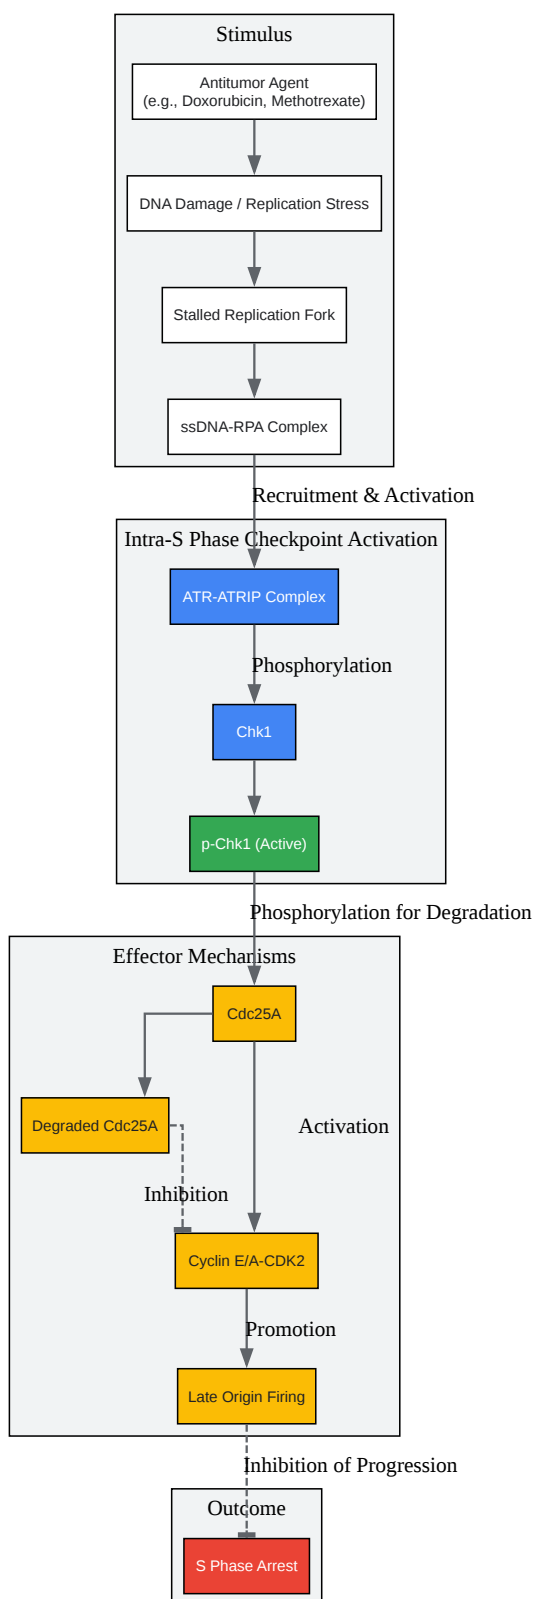 Stimulus
Antitumor Agent
(e.g., Doxorubicin, Methotrexate)
DNA Damage / Replication Stress
Stalled Replication Fork
ssDNA-RPA Complex
Recruitment & Activation
Intra-S Phase Checkpoint Activation
ATR-ATRIP Complex
Phosphorylation
Chk1
p-Chk1 (Active)
Phosphorylation for Degradation
Effector Mechanisms
Cdc25A
Degraded Cdc25A
Activation
Inhibition
Cyclin E/A-CDK2
Promotion
Late Origin Firing
Inhibition of Progression
Outcome
S Phase Arrest